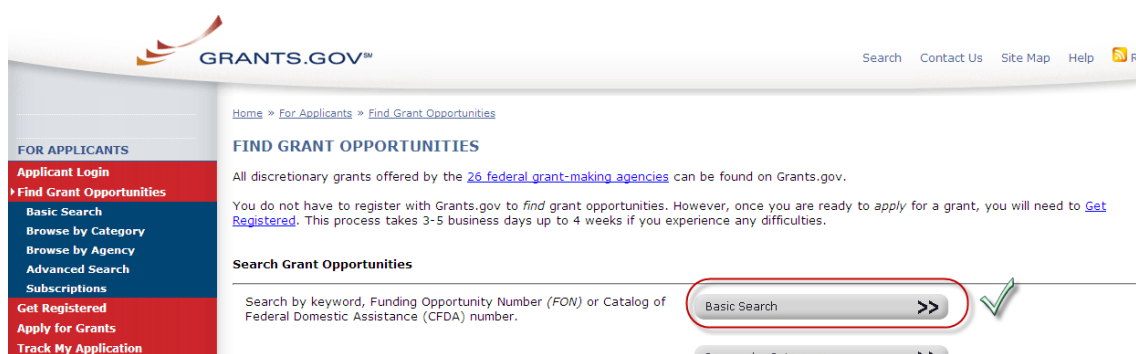 GRANTS.GOV℠
Search Contact Us Site Map Help
Home » For Applicants » Find Grant Opportunities
FOR APPLICANTS
Applicant Login
Find Grant Opportunities
Basic Search
Browse by Category
Browse by Agency
Advanced Search
Subscriptions
Get Registered
Apply for Grants
Track My Application
FIND GRANT OPPORTUNITIES
All discretionary grants offered by the 26 federal grant-making agencies can be found on Grants.gov.
You do not have to register with Grants.gov to find grant opportunities. However, once you are ready to apply for a grant, you will need to Get
Registered. This process takes 3-5 business days up to 4 weeks if you experience any difficulties.
Search Grant Opportunities
Search by keyword, Funding Opportunity Number (FON) or Catalog of
Federal Domestic Assistance (CFDA) number.
Basic Search >>